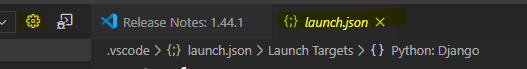 Release Notes: 1.44.1
{;} launch.json ×
.vscode > {;} launch.json > Launch Targets > { } Python: Django